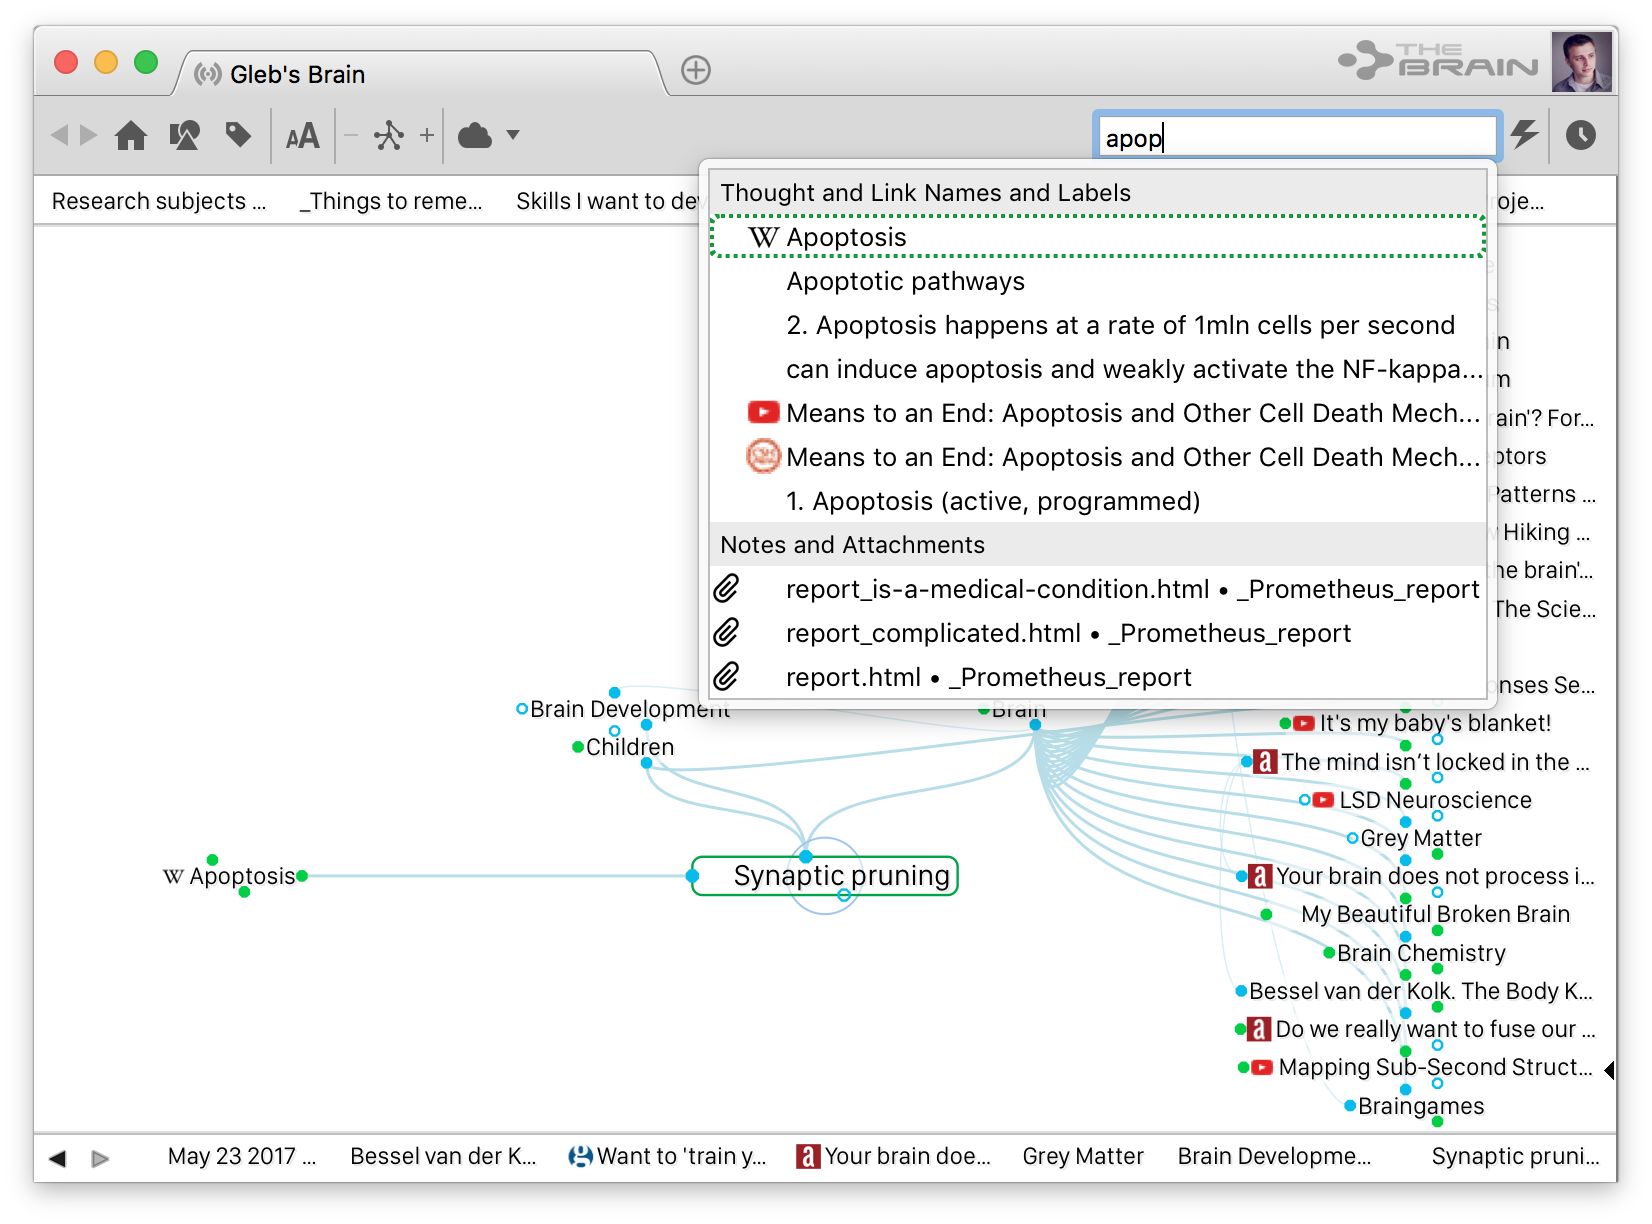 Gleb's Brain
THE BRAIN
AA
apop
Research subjects ...
_Things to reme...
Skills I want to dev
roje...
Thought and Link Names and Labels
W Apoptosis
Apoptotic pathways
2. Apoptosis happens at a rate of 1mln cells per second
can induce apoptosis and weakly activate the NF-kappa...
Means to an End: Apoptosis and Other Cell Death Mech...
Means to an End: Apoptosis and Other Cell Death Mech...
1. Apoptosis (active, programmed)
Notes and Attachments
report_is-a-medical-condition.html • _Prometheus_report
report_complicated.html • _Prometheus_report
report.html • _Prometheus_report
in
m
rain'? For...
ptors
Patterns ...
w Hiking ...
he brain'...
The Scie...
onses Se...
Brain Development
Children
Brain
W Apoptosis
Synaptic pruning
It's my baby's blanket!
a The mind isn’t locked in the ...
LSD Neuroscience
Grey Matter
a Your brain does not process i...
My Beautiful Broken Brain
Brain Chemistry
Bessel van der Kolk. The Body K...
a Do we really want to fuse our ...
Mapping Sub-Second Struct...
Braingames
May 23 2017 ...
Bessel van der K...
Want to 'train y...
a Your brain doe...
Grey Matter
Brain Developme...
Synaptic pruni...